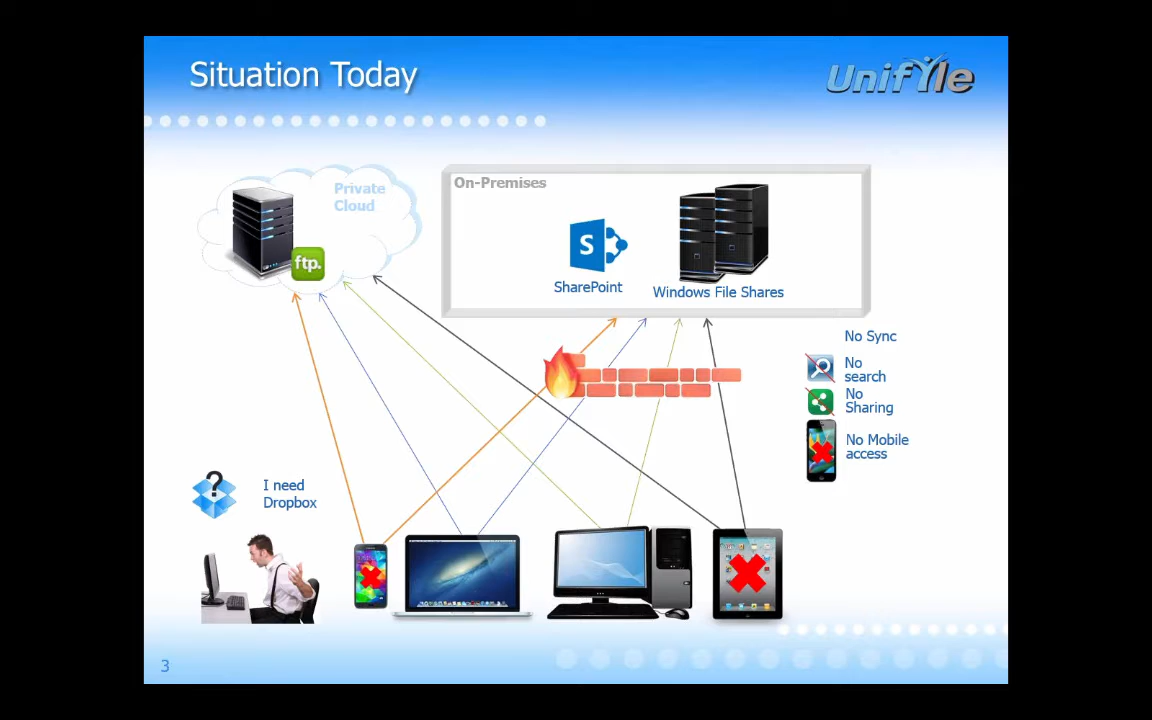 Situation Today
Unifyle
Private
Cloud
ftp.
On-Premises
S
SharePoint
Windows File Shares
No Sync
No
search
No
Sharing
No Mobile
access
?
I need
Dropbox
3